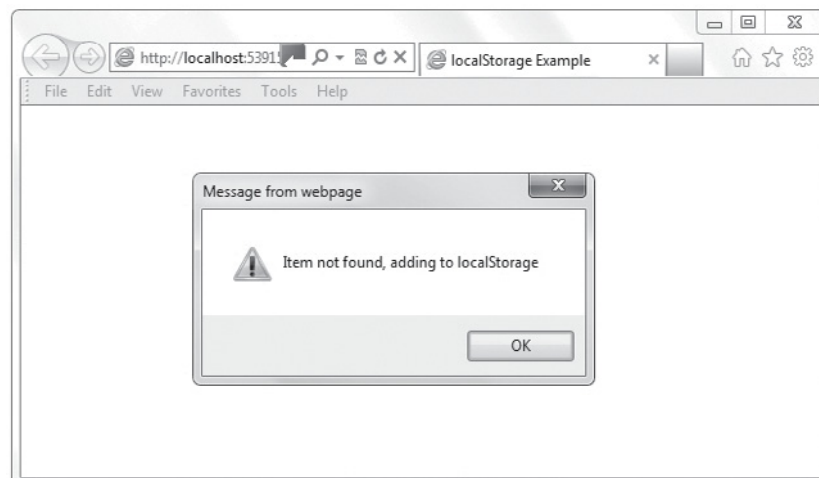 http://localhost:5391
localStorage Example
File Edit View Favorites Tools Help
Message from webpage
Item not found, adding to localStorage
OK